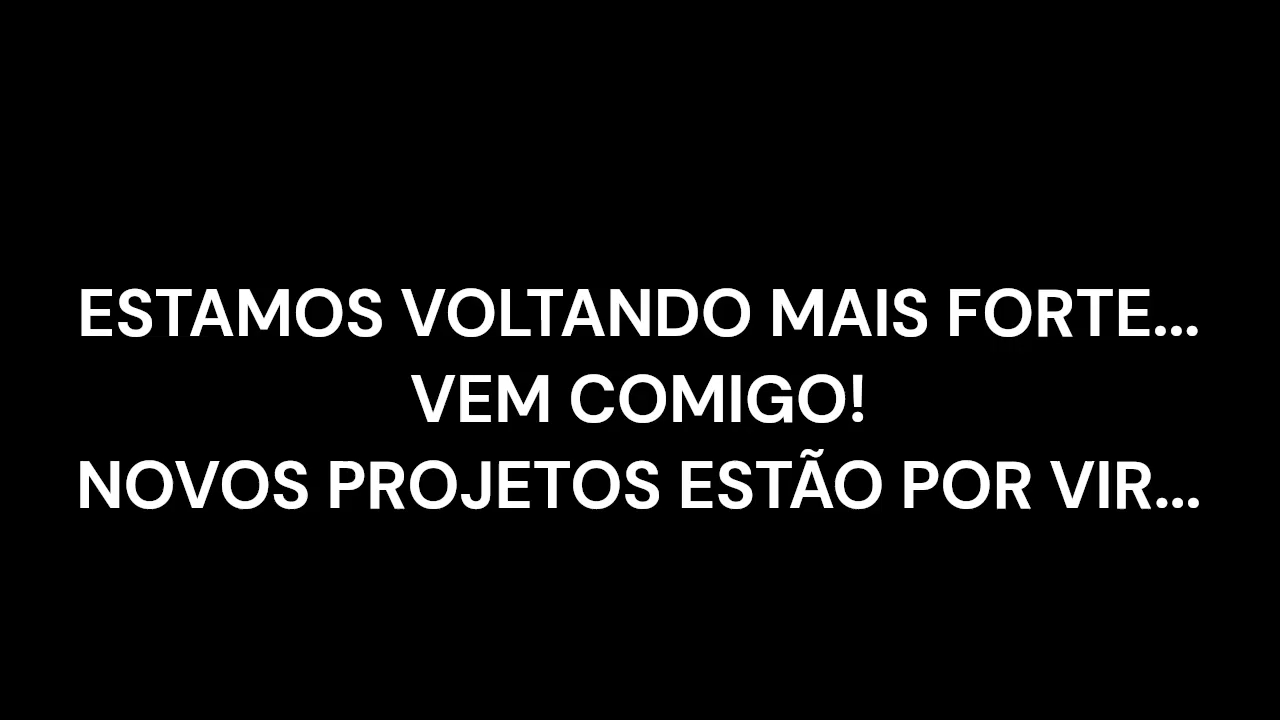 ESTAMOS VOLTANDO MAIS FORTE...
VEM COMIGO!
NOVOS PROJETOS ESTÃO POR VIR...